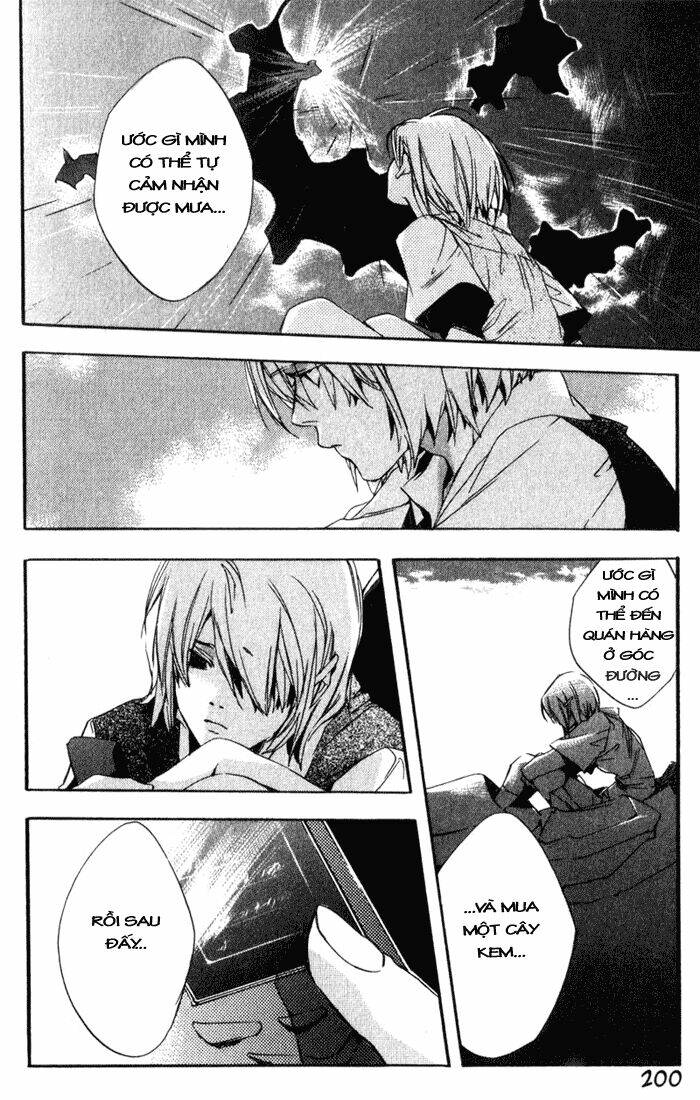 ƯỚC GÌ MÌNH
CÓ THỂ TỰ
CẢM NHẬN
ĐƯỢC MƯA...
ƯỚC GÌ
MÌNH CÓ
THỂ ĐẾN
QUÁN HÀNG
Ở GÓC
ĐƯỜNG
...
...VÀ MUA
MỘT CÂY
KEM...
RỒI SAU
ĐẤY...
200